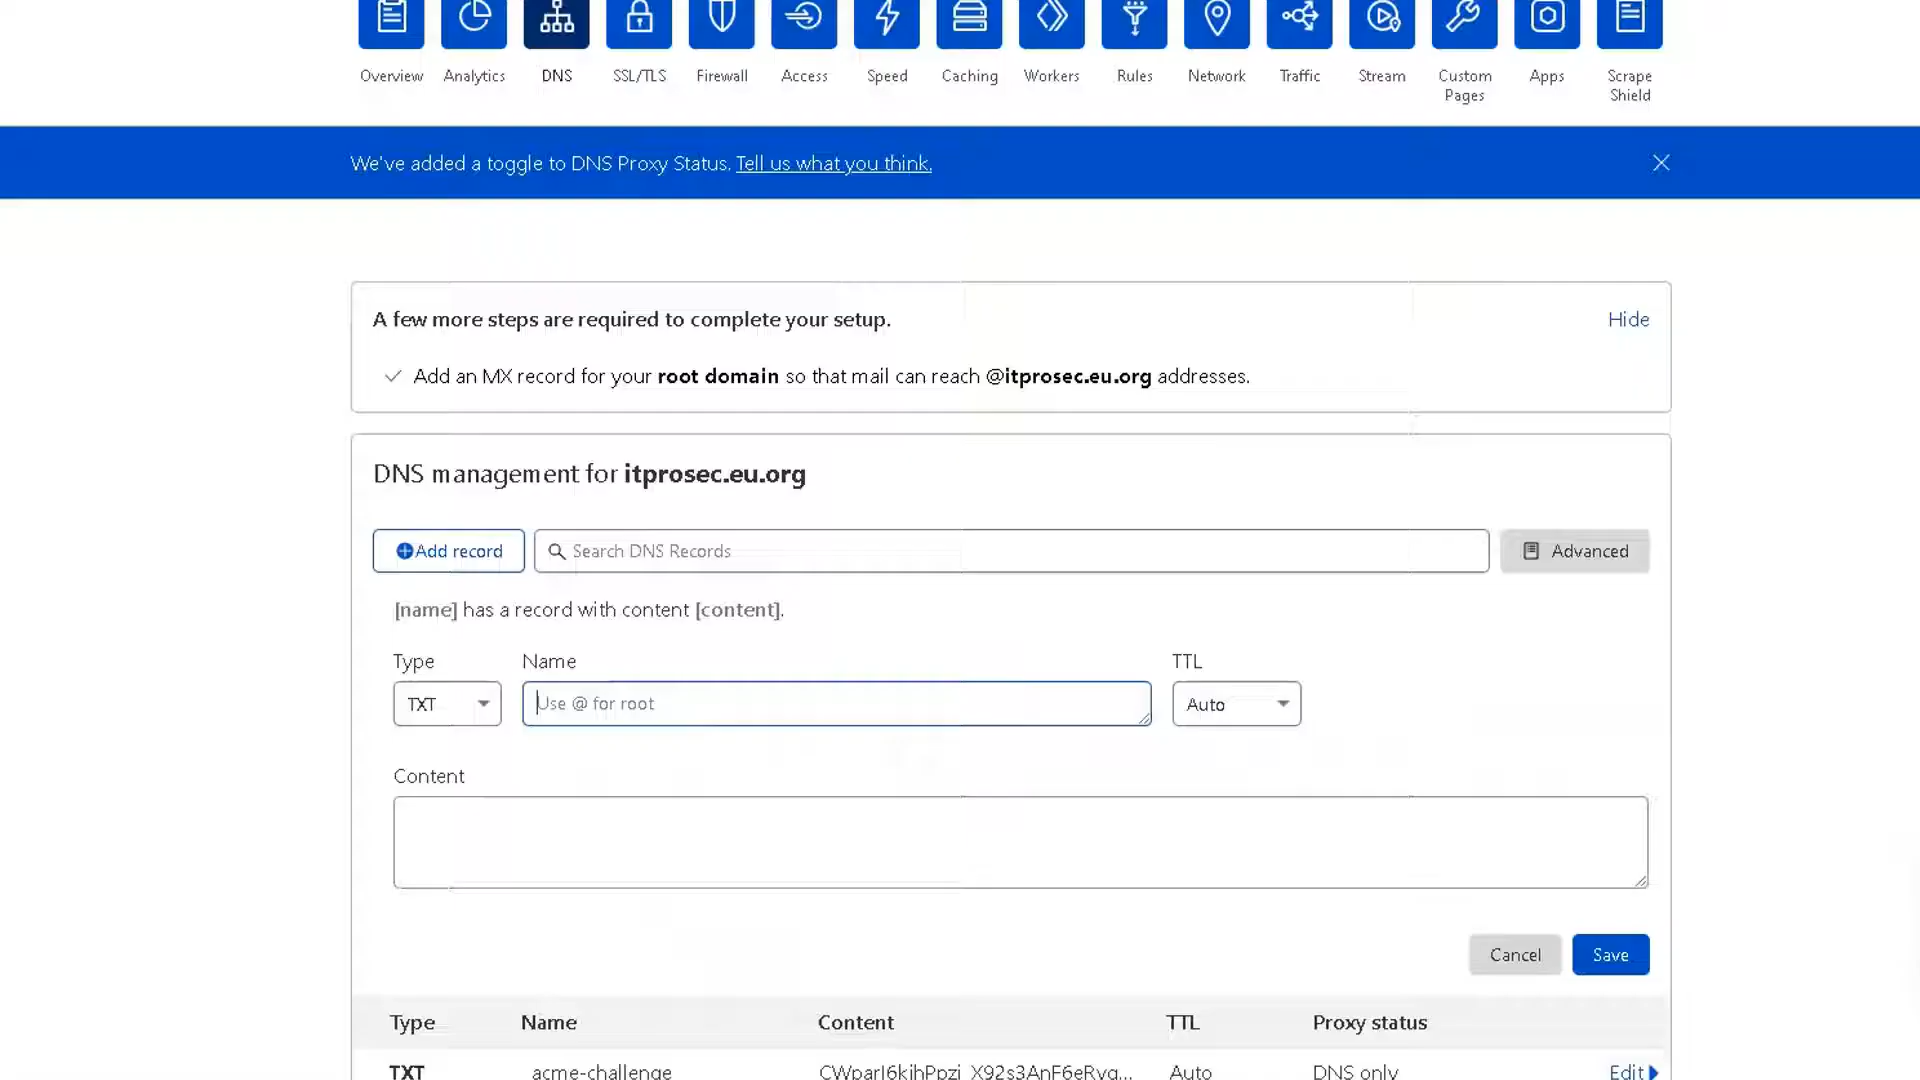 Overview Analytics DNS SSL/TLS Firewall Access Speed Caching Workers Rules Network Traffic Stream Custom Pages Apps Scrape Shield
We've added a toggle to DNS Proxy Status. Tell us what you think.
A few more steps are required to complete your setup. Hide
Add an MX record for your root domain so that mail can reach @itprosec.eu.org addresses.
DNS management for itprosec.eu.org
Add record Search DNS Records Advanced
[name] has a record with content [content].
Type Name TTL
TXT Use @ for root Auto
Content
Cancel Save
Type Name Content TTL Proxy status
TXT acme-challenge Auto DNS only Edit